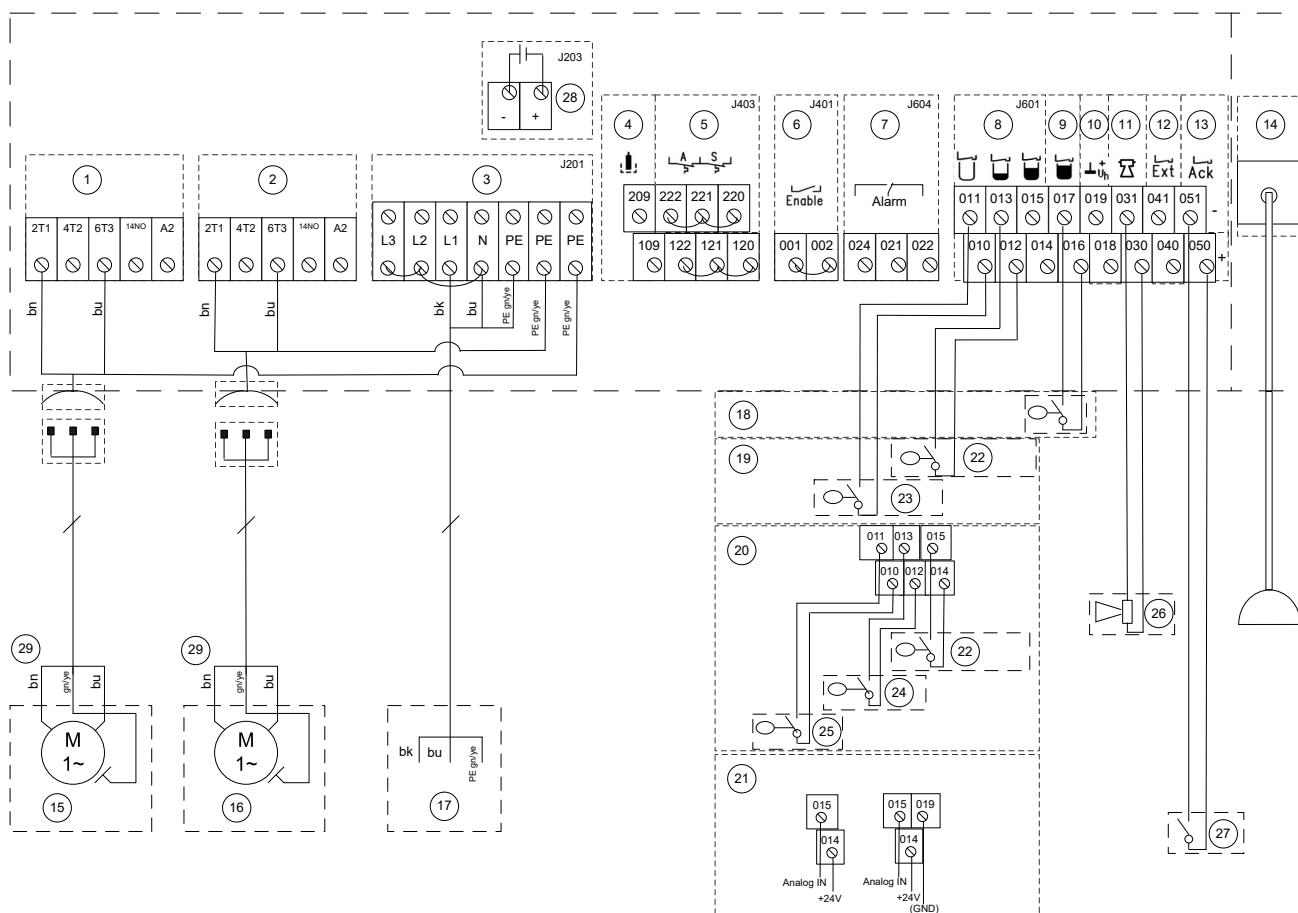 J203
28
- +
J403 J401 J604 J601
4 5 6 7 8 9 10 11 12 13 14
1 2 3 J201
A S
+
Uh
Ext Ack
Enable Alarm
209 222 221 220
011 013 015 017 019 031 041 051 -
2T1 4T2 6T3 14NO A2
2T1 4T2 6T3 14NO A2
L3 L2 L1 N PE PE PE
109 122 121 120
001 002
024 021 022
010 012 014 016 018 030 040 050 +
bn bu
bn bu
bk bu PE gn/ye PE gn/ye PE gn/ye
18
19 22
23
20
011 013 015
010 012 014
26
22
24
25
29 29
bn gn/ye bu
bn gn/ye bu
M
1~
M
1~
bk bu PE gn/ye
15 16 17
21
015 015 019
014 014
27
Analog IN Analog IN
+24V +24V
(GND)